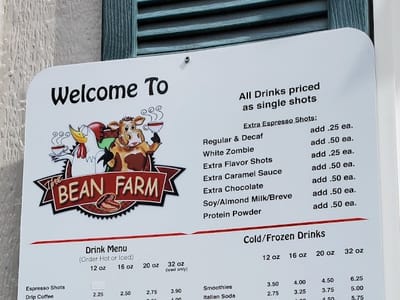 Welcome To
The
BEAN FARM
All Drinks priced
as single shots
Extra Espresso Shots:
Regular & Decaf add .25 ea.
White Zombie add .50 ea.
Extra Flavor Shots add .25 ea.
Extra Caramel Sauce add .50 ea.
Extra Chocolate add .50 ea.
Soy/Almond Milk/Breve add .50 ea.
Protein Powder add .50 ea.
Drink Menu
(Order Hot or Iced)
12 oz 16 oz 20 oz 32 oz
(iced only)
Espresso Shots
Drip Coffee 2.25 2.50 2.75 3.90
Cold/Frozen Drinks
12 oz 16 oz 20 oz 32 oz
Smoothies 3.50 4.00 4.50 6.25
Italian Soda 2.75 3.25 3.75 5.00